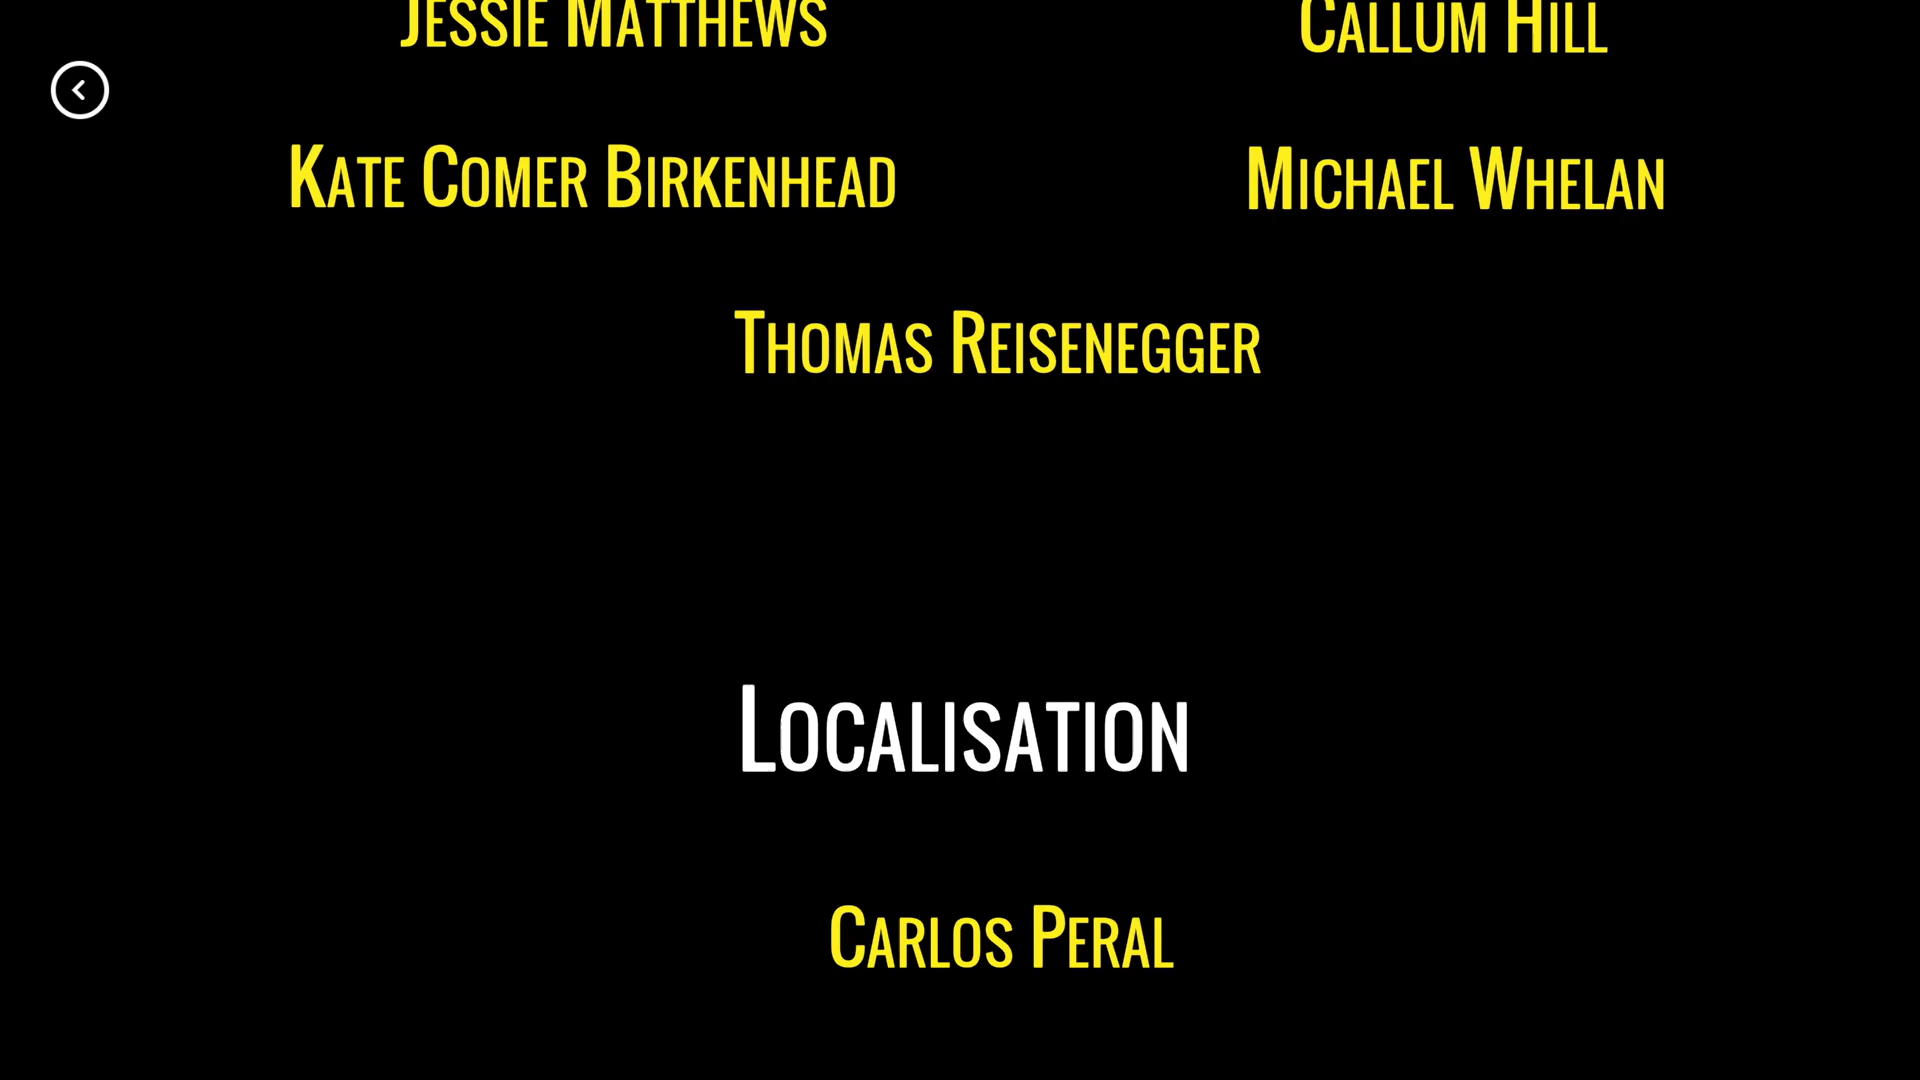 Jessie Matthews Callum Hill
Kate Comer Birkenhead Michael Whelan
Thomas Reisenegger
Localisation
Carlos Peral